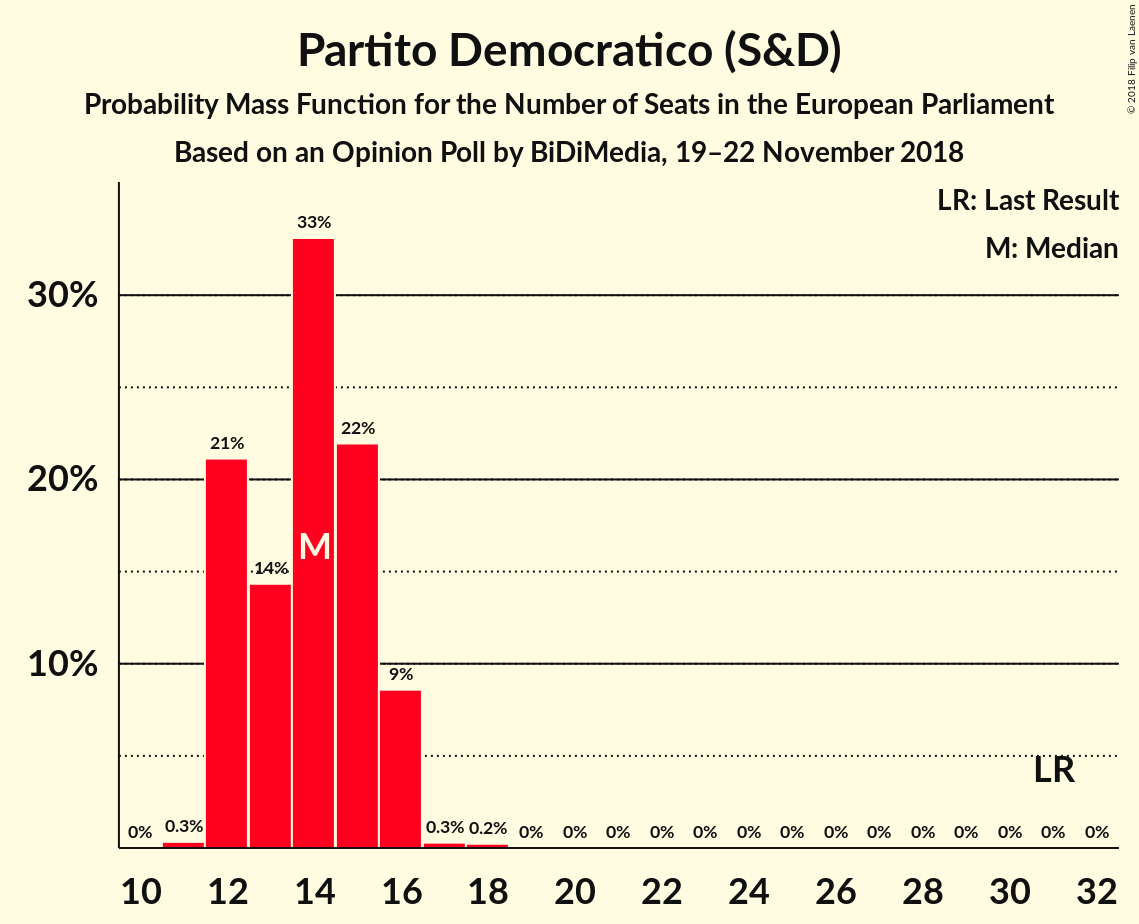 Partito Democratico (S&D)
Probability Mass Function for the Number of Seats in the European Parliament
Based on an Opinion Poll by BiDiMedia, 19–22 November 2018
© 2018 Filip van Laenen
LR: Last Result
M: Median
30%
20%
10%
0%
0.3%
21%
14%
33%
M
22%
9%
0.3%
0.2%
0%
0%
0%
0%
0%
0%
0%
0%
0%
0%
0%
0%
0%
0%
LR
10 12 14 16 18 20 22 24 26 28 30 32